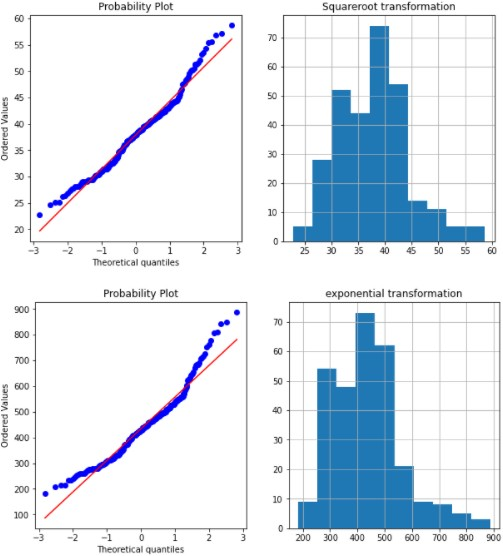 Probability Plot
Ordered Values
60
55
50
45
40
35
30
25
20
−3 −2 −1 0 1 2 3
Theoretical quantiles
Squareroot transformation
70
60
50
40
30
20
10
0
25 30 35 40 45 50 55 60
Probability Plot
Ordered Values
900
800
700
600
500
400
300
200
100
−3 −2 −1 0 1 2 3
Theoretical quantiles
exponential transformation
70
60
50
40
30
20
10
0
200 300 400 500 600 700 800 900